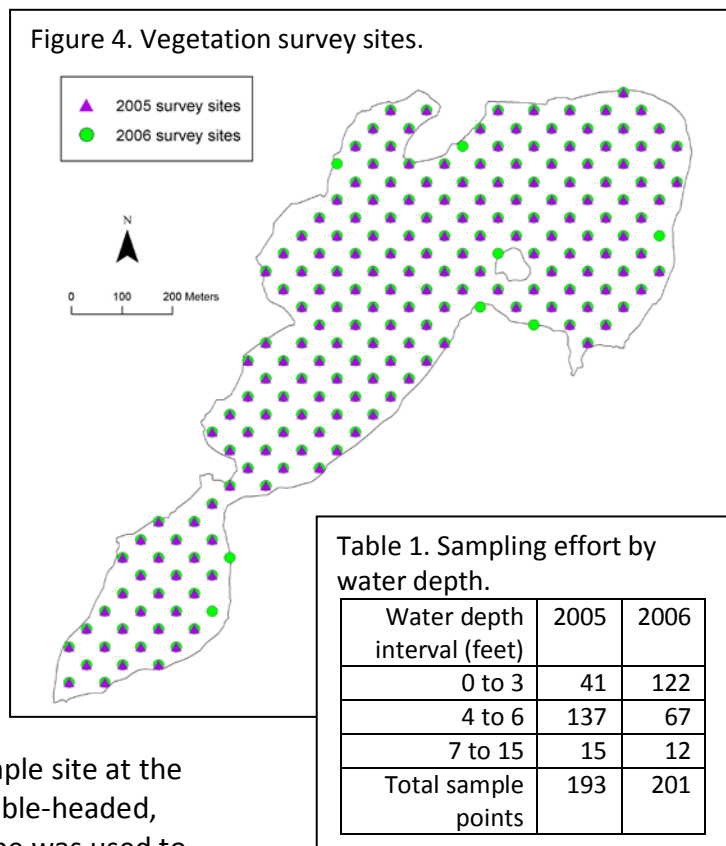 Figure 4. Vegetation survey sites.
2005 survey sites
2006 survey sites
N
0 100 200 Meters
Table 1. Sampling effort by
water depth.
Water depth interval (feet) 2005 2006
0 to 3 41 122
4 to 6 137 67
7 to 15 15 12
Total sample points 193 201
ple site at the
ble-headed,
was used to